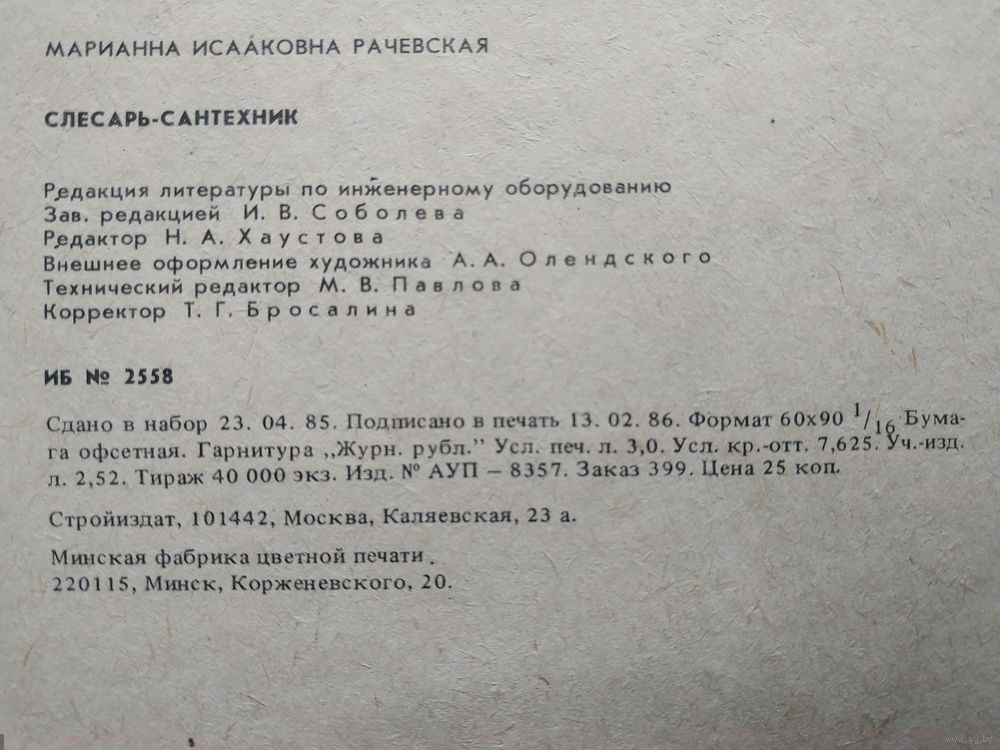 МАРИАННА ИСААКОВНА РАЧЕВСКАЯ
СЛЕСАРЬ-САНТЕХНИК
Редакция литературы по инженерному оборудованию
Зав. редакцией И. В. Соболева
Редактор Н. А. Хаустова
Внешнее оформление художника А. А. Олендского
Технический редактор М. В. Павлова
Корректор Т. Г. Бросалина
ИБ № 2558
Сдано в набор 23. 04. 85. Подписано в печать 13. 02. 86. Формат 60х90 1/16 Бума-
га офсетная. Гарнитура „Журн. рубл.” Усл. печ. л. 3,0. Усл. кр.-отт. 7,625. Уч.-изд.
л. 2,52. Тираж 40 000 экз. Изд. № АУП – 8357. Заказ 399. Цена 25 коп.
Стройиздат, 101442, Москва, Каляевская, 23 а.
Минская фабрика цветной печати.
220115, Минск, Корженевского, 20.
www.ay.by